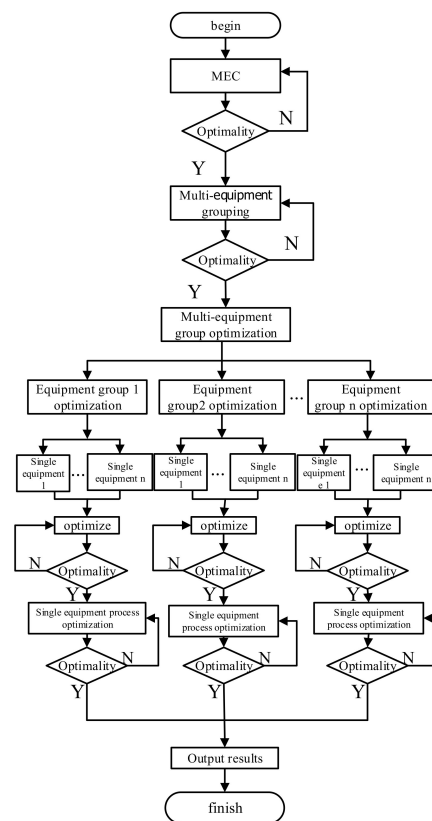 begin
MEC
N
Optimality
Y
Multi-equipment
grouping
N
Optimality
Y
Multi-equipment
group optimization
Equipment group 1
optimization
Equipment
group2 optimization
...
Equipment
group n optimization
Single
equipment
1
...
Single
equipment n
Single
equipment
1
...
Single
equipment n
Single
equipment
e 1
...
Single
equipment n
optimize
optimize
optimize
N
Optimality
Y
N
Optimality
Y
N
Optimality
Y
Single equipment process
optimization
Single equipment
process optimization
Single equipment
process optimization
Optimality
N
Y
Optimality
N
Y
Optimality
N
Y
Output results
finish